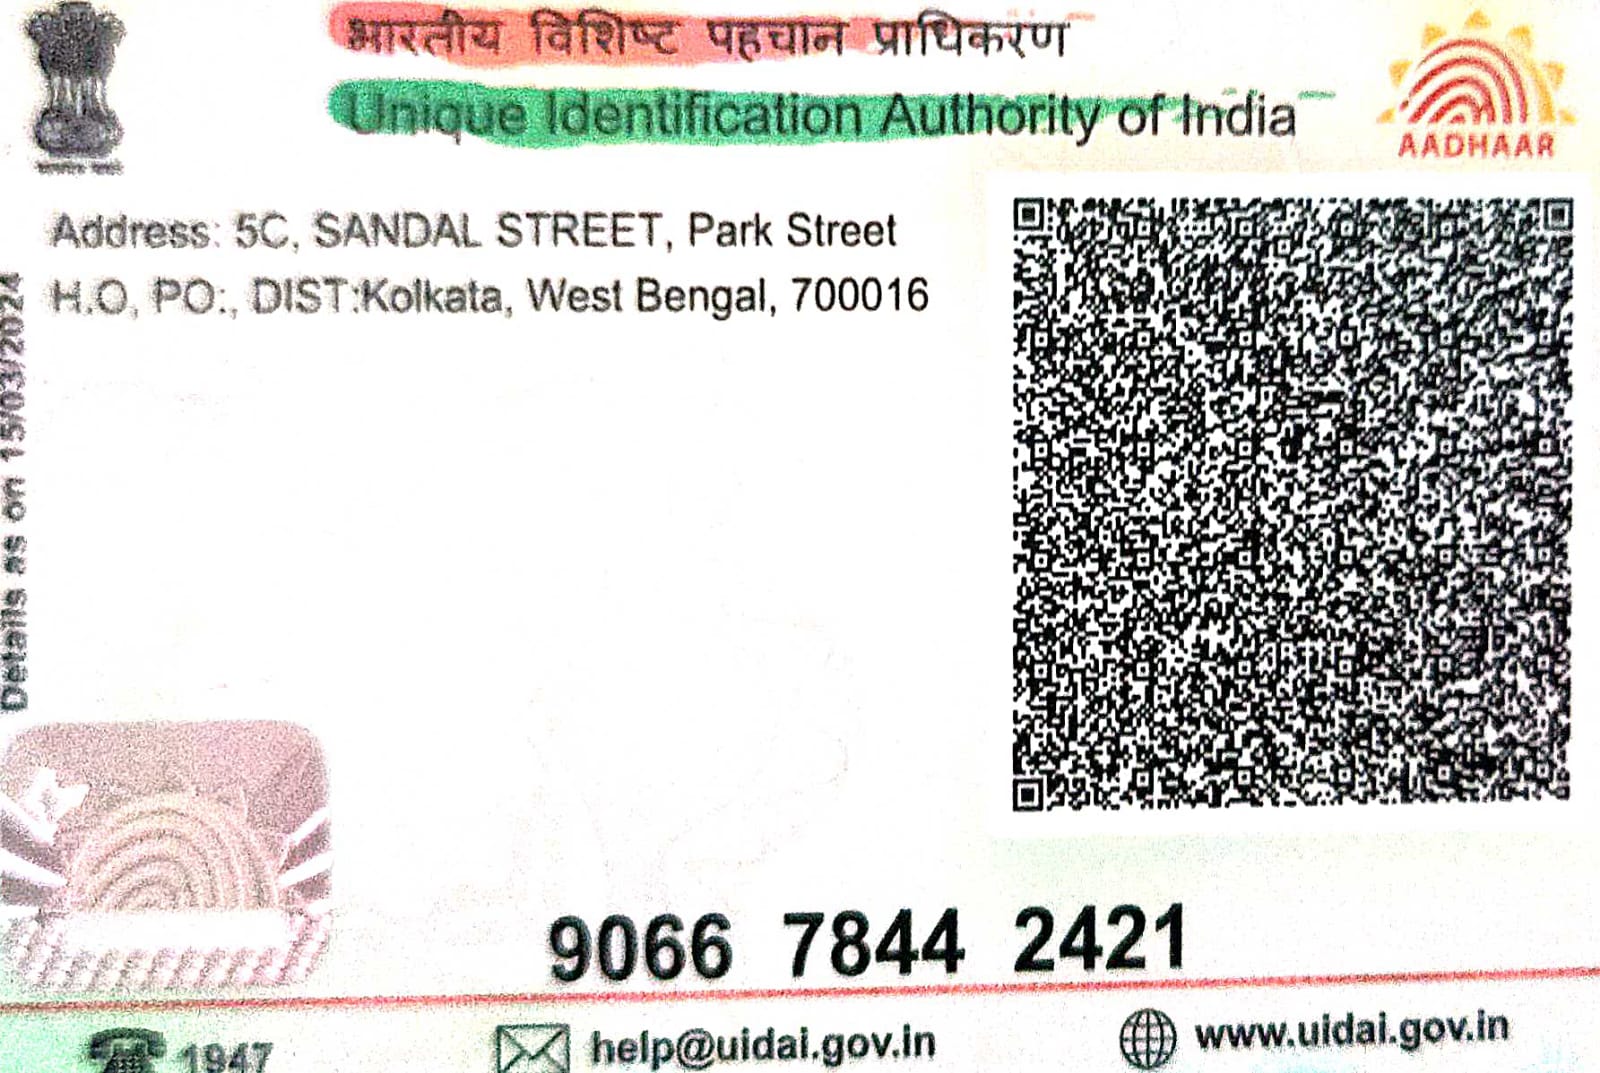 भारतीय विशिष्ट पहचान प्राधिकरण
Unique Identification Authority of India
AADHAAR
Address: 5C, SANDAL STREET, Park Street
H.O, PO:, DIST:Kolkata, West Bengal, 700016
Details as on 15/03/2024
9066 7844 2421
1947
help@uidai.gov.in
www.uidai.gov.in